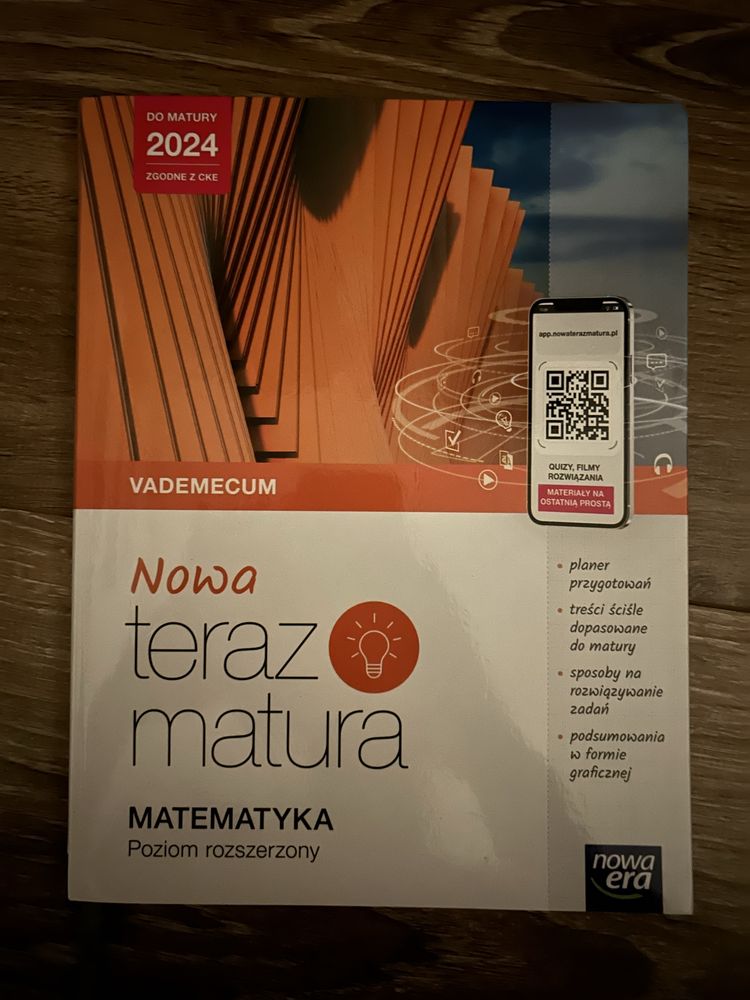 DO MATURY
2024
ZGODNE Z CKE
app.nowaterazmatura.pl
QUIZY, FILMY
ROZWIĄZANIA
MATERIAŁY NA
OSTATNIĄ PROSTĄ
VADEMECUM
Nowa
teraz
matura
MATEMATYKA
Poziom rozszerzony
• planer
przygotowań
• treści ściśle
dopasowane
do matury
• sposoby na
rozwiązywanie
zadań
• podsumowania
w formie
graficznej
nowa
era